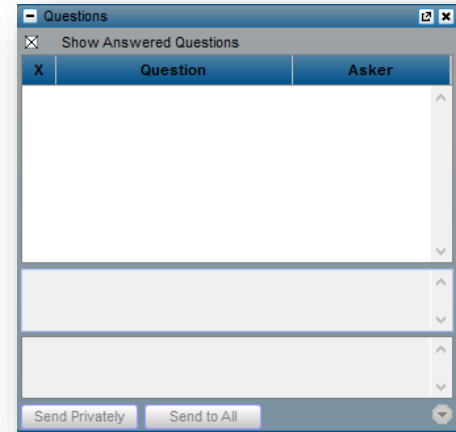 Questions
Show Answered Questions
X Question Asker
Send Privately Send to All